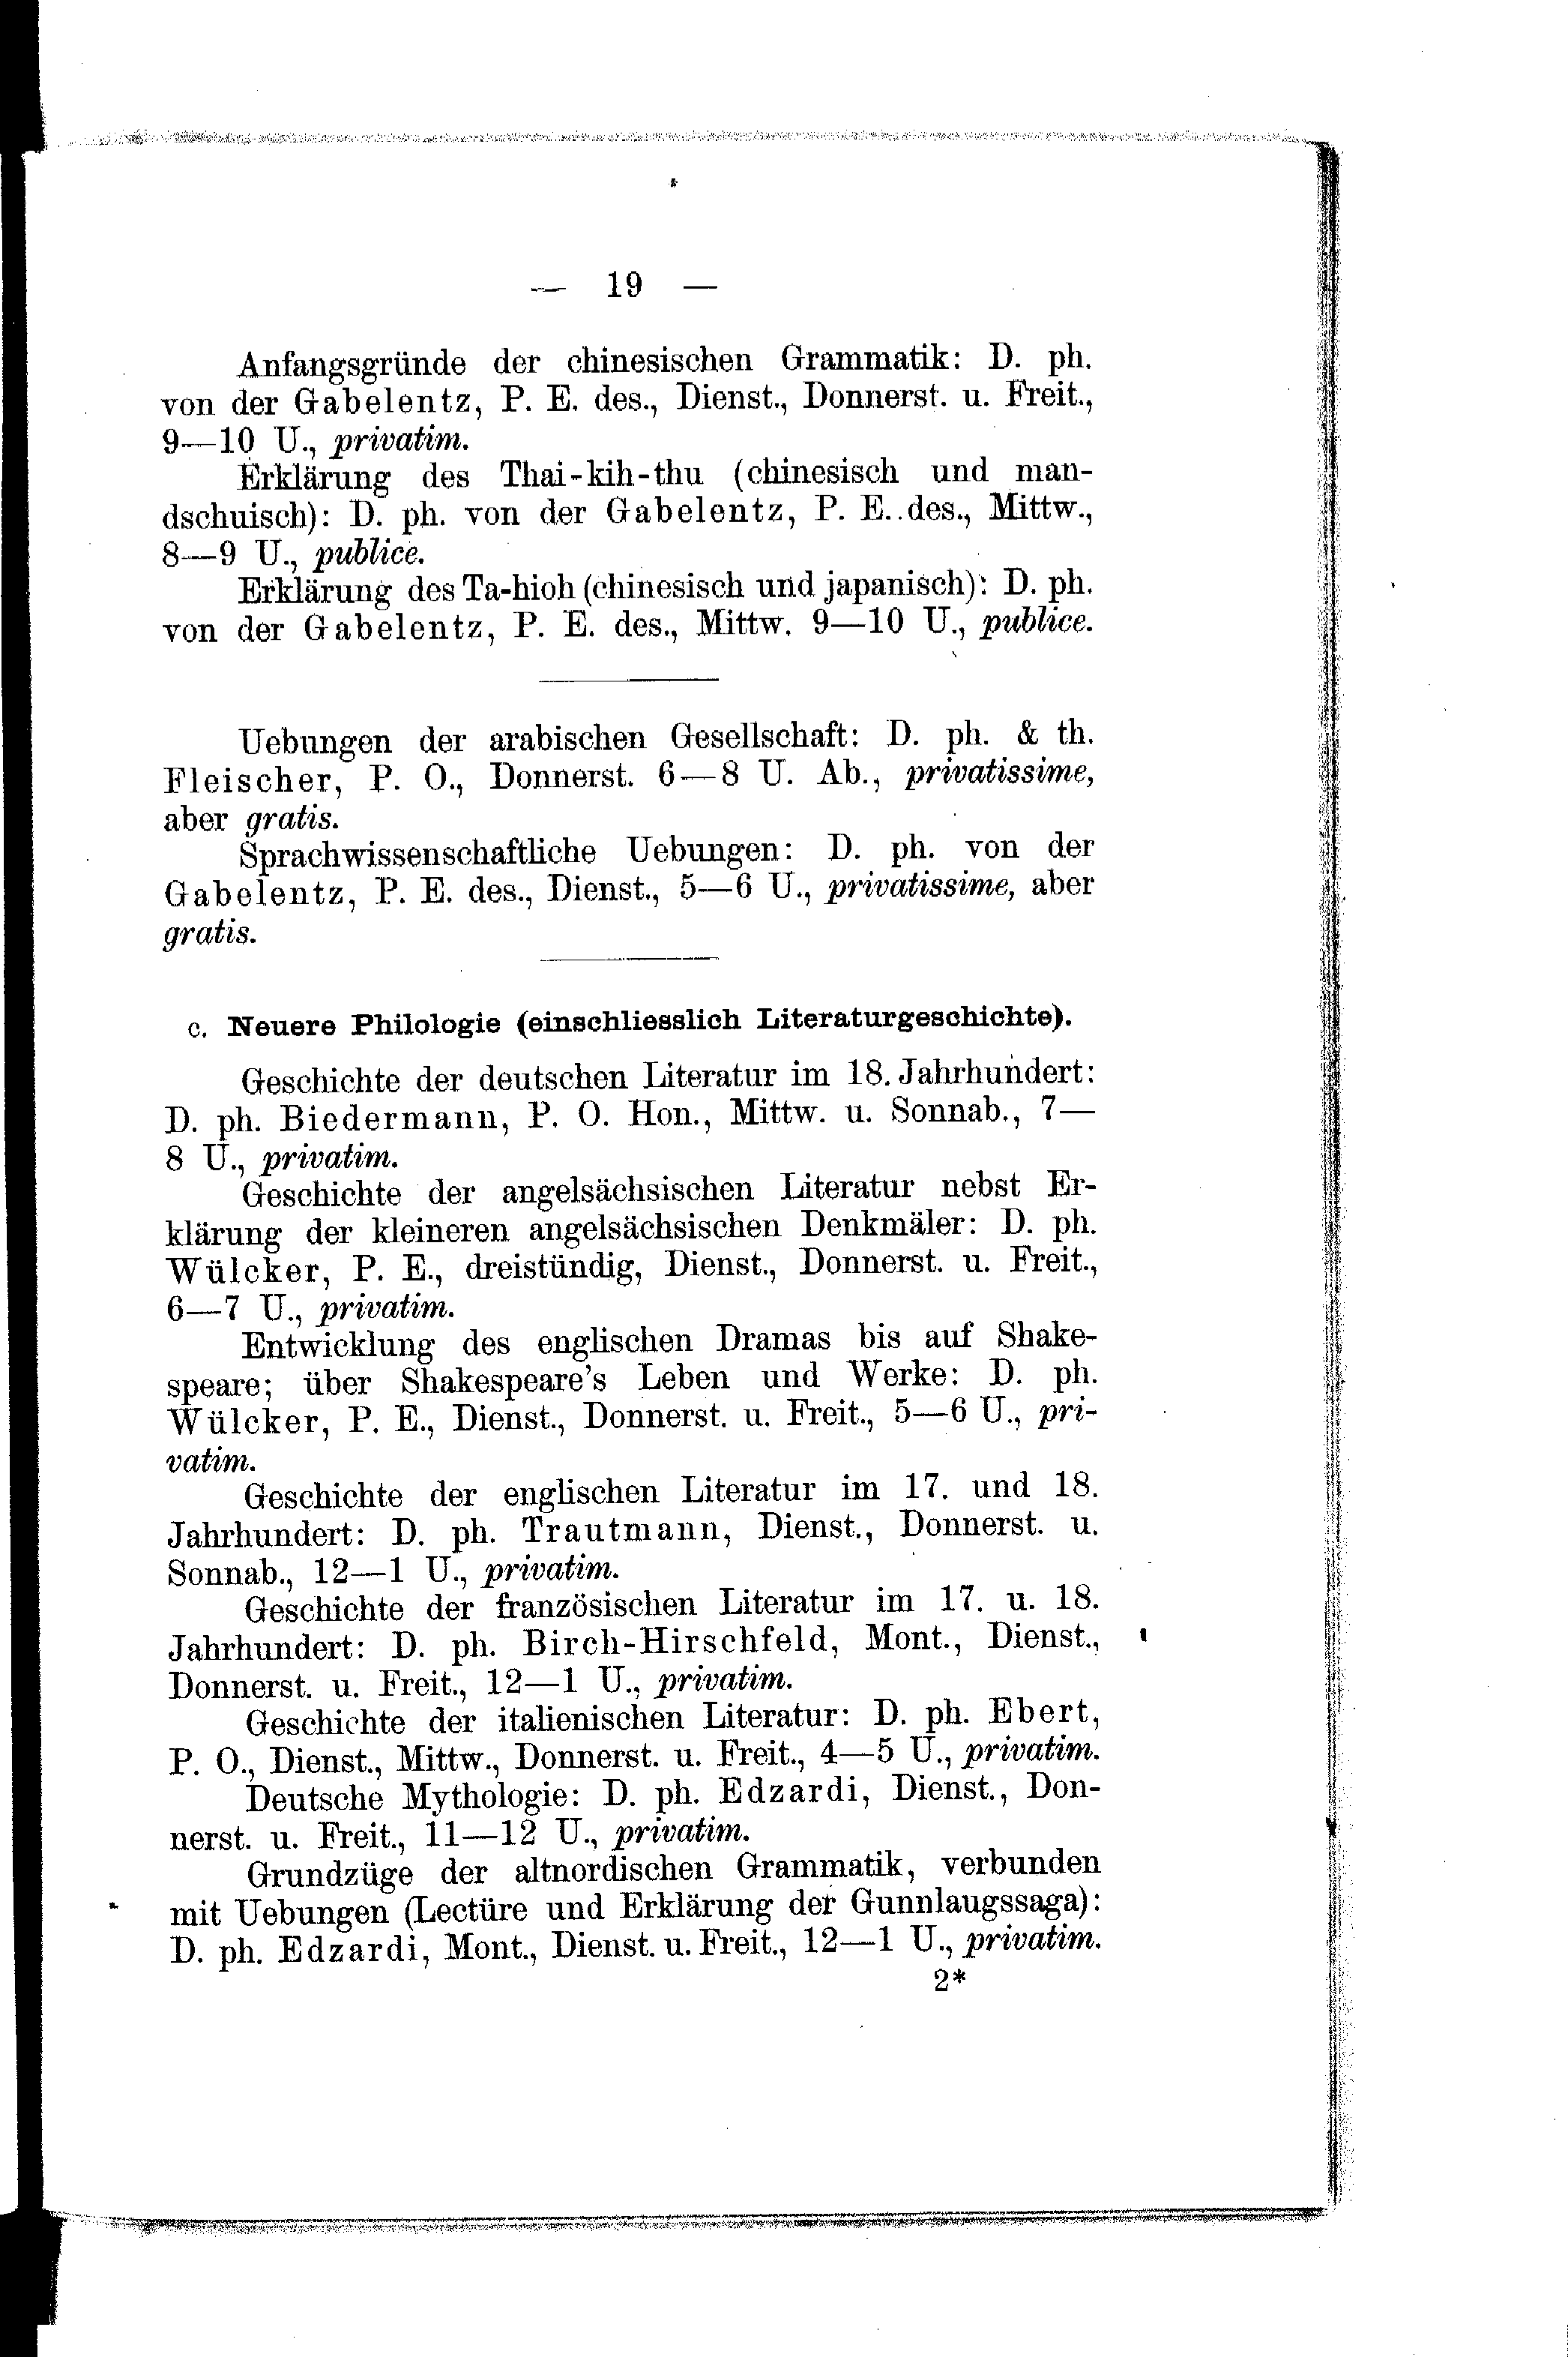 — 19 —
Anfangsgründe der chinesischen Grammatik: D. ph.
von der Gabelentz, P. E. des., Dienst., Donnerst. u. Freit.,
9—10 U., privatim.
Erklärung des Thai-kih-thu (chinesisch und man-
dschuisch): D. ph. von der Gabelentz, P. E. des., Mittw.,
8—9 U., publice.
Erklärung des Ta-hioh (chinesisch und japanisch): D. ph.
von der Gabelentz, P. E. des., Mittw. 9—10 U., publice.
Uebungen der arabischen Gesellschaft: D. ph. & th.
Fleischer, P. O., Donnerst. 6—8 U. Ab., privatissime,
aber gratis.
Sprachwissenschaftliche Uebungen: D. ph. von der
Gabelentz, P. E. des., Dienst., 5—6 U., privatissime, aber
gratis.
c. Neuere Philologie (einschliesslich Literaturgeschichte).
Geschichte der deutschen Literatur im 18. Jahrhundert:
D. ph. Biedermann, P. O. Hon., Mittw. u. Sonnab., 7—
8 U., privatim.
Geschichte der angelsächsischen Literatur nebst Er-
klärung der kleineren angelsächsischen Denkmäler: D. ph.
Wülcker, P. E., dreistündig, Dienst., Donnerst. u. Freit.,
6—7 U., privatim.
Entwicklung des englischen Dramas bis auf Shake-
speare; über Shakespeare's Leben und Werke: D. ph.
Wülcker, P. E., Dienst., Donnerst. u. Freit., 5—6 U., pri-
vatim.
Geschichte der englischen Literatur im 17. und 18.
Jahrhundert: D. ph. Trautmann, Dienst., Donnerst. u.
Sonnab., 12—1 U., privatim.
Geschichte der französischen Literatur im 17. u. 18.
Jahrhundert: D. ph. Birch-Hirschfeld, Mont., Dienst.,
Donnerst. u. Freit., 12—1 U., privatim.
Geschichte der italienischen Literatur: D. ph. Ebert,
P. O., Dienst., Mittw., Donnerst. u. Freit., 4—5 U., privatim.
Deutsche Mythologie: D. ph. Edzardi, Dienst., Don-
nerst. u. Freit., 11—12 U., privatim.
Grundzüge der altnordischen Grammatik, verbunden
mit Uebungen (Lectüre und Erklärung der Gunnlaugssaga):
D. ph. Edzardi, Mont., Dienst. u. Freit., 12—1 U., privatim.
2*